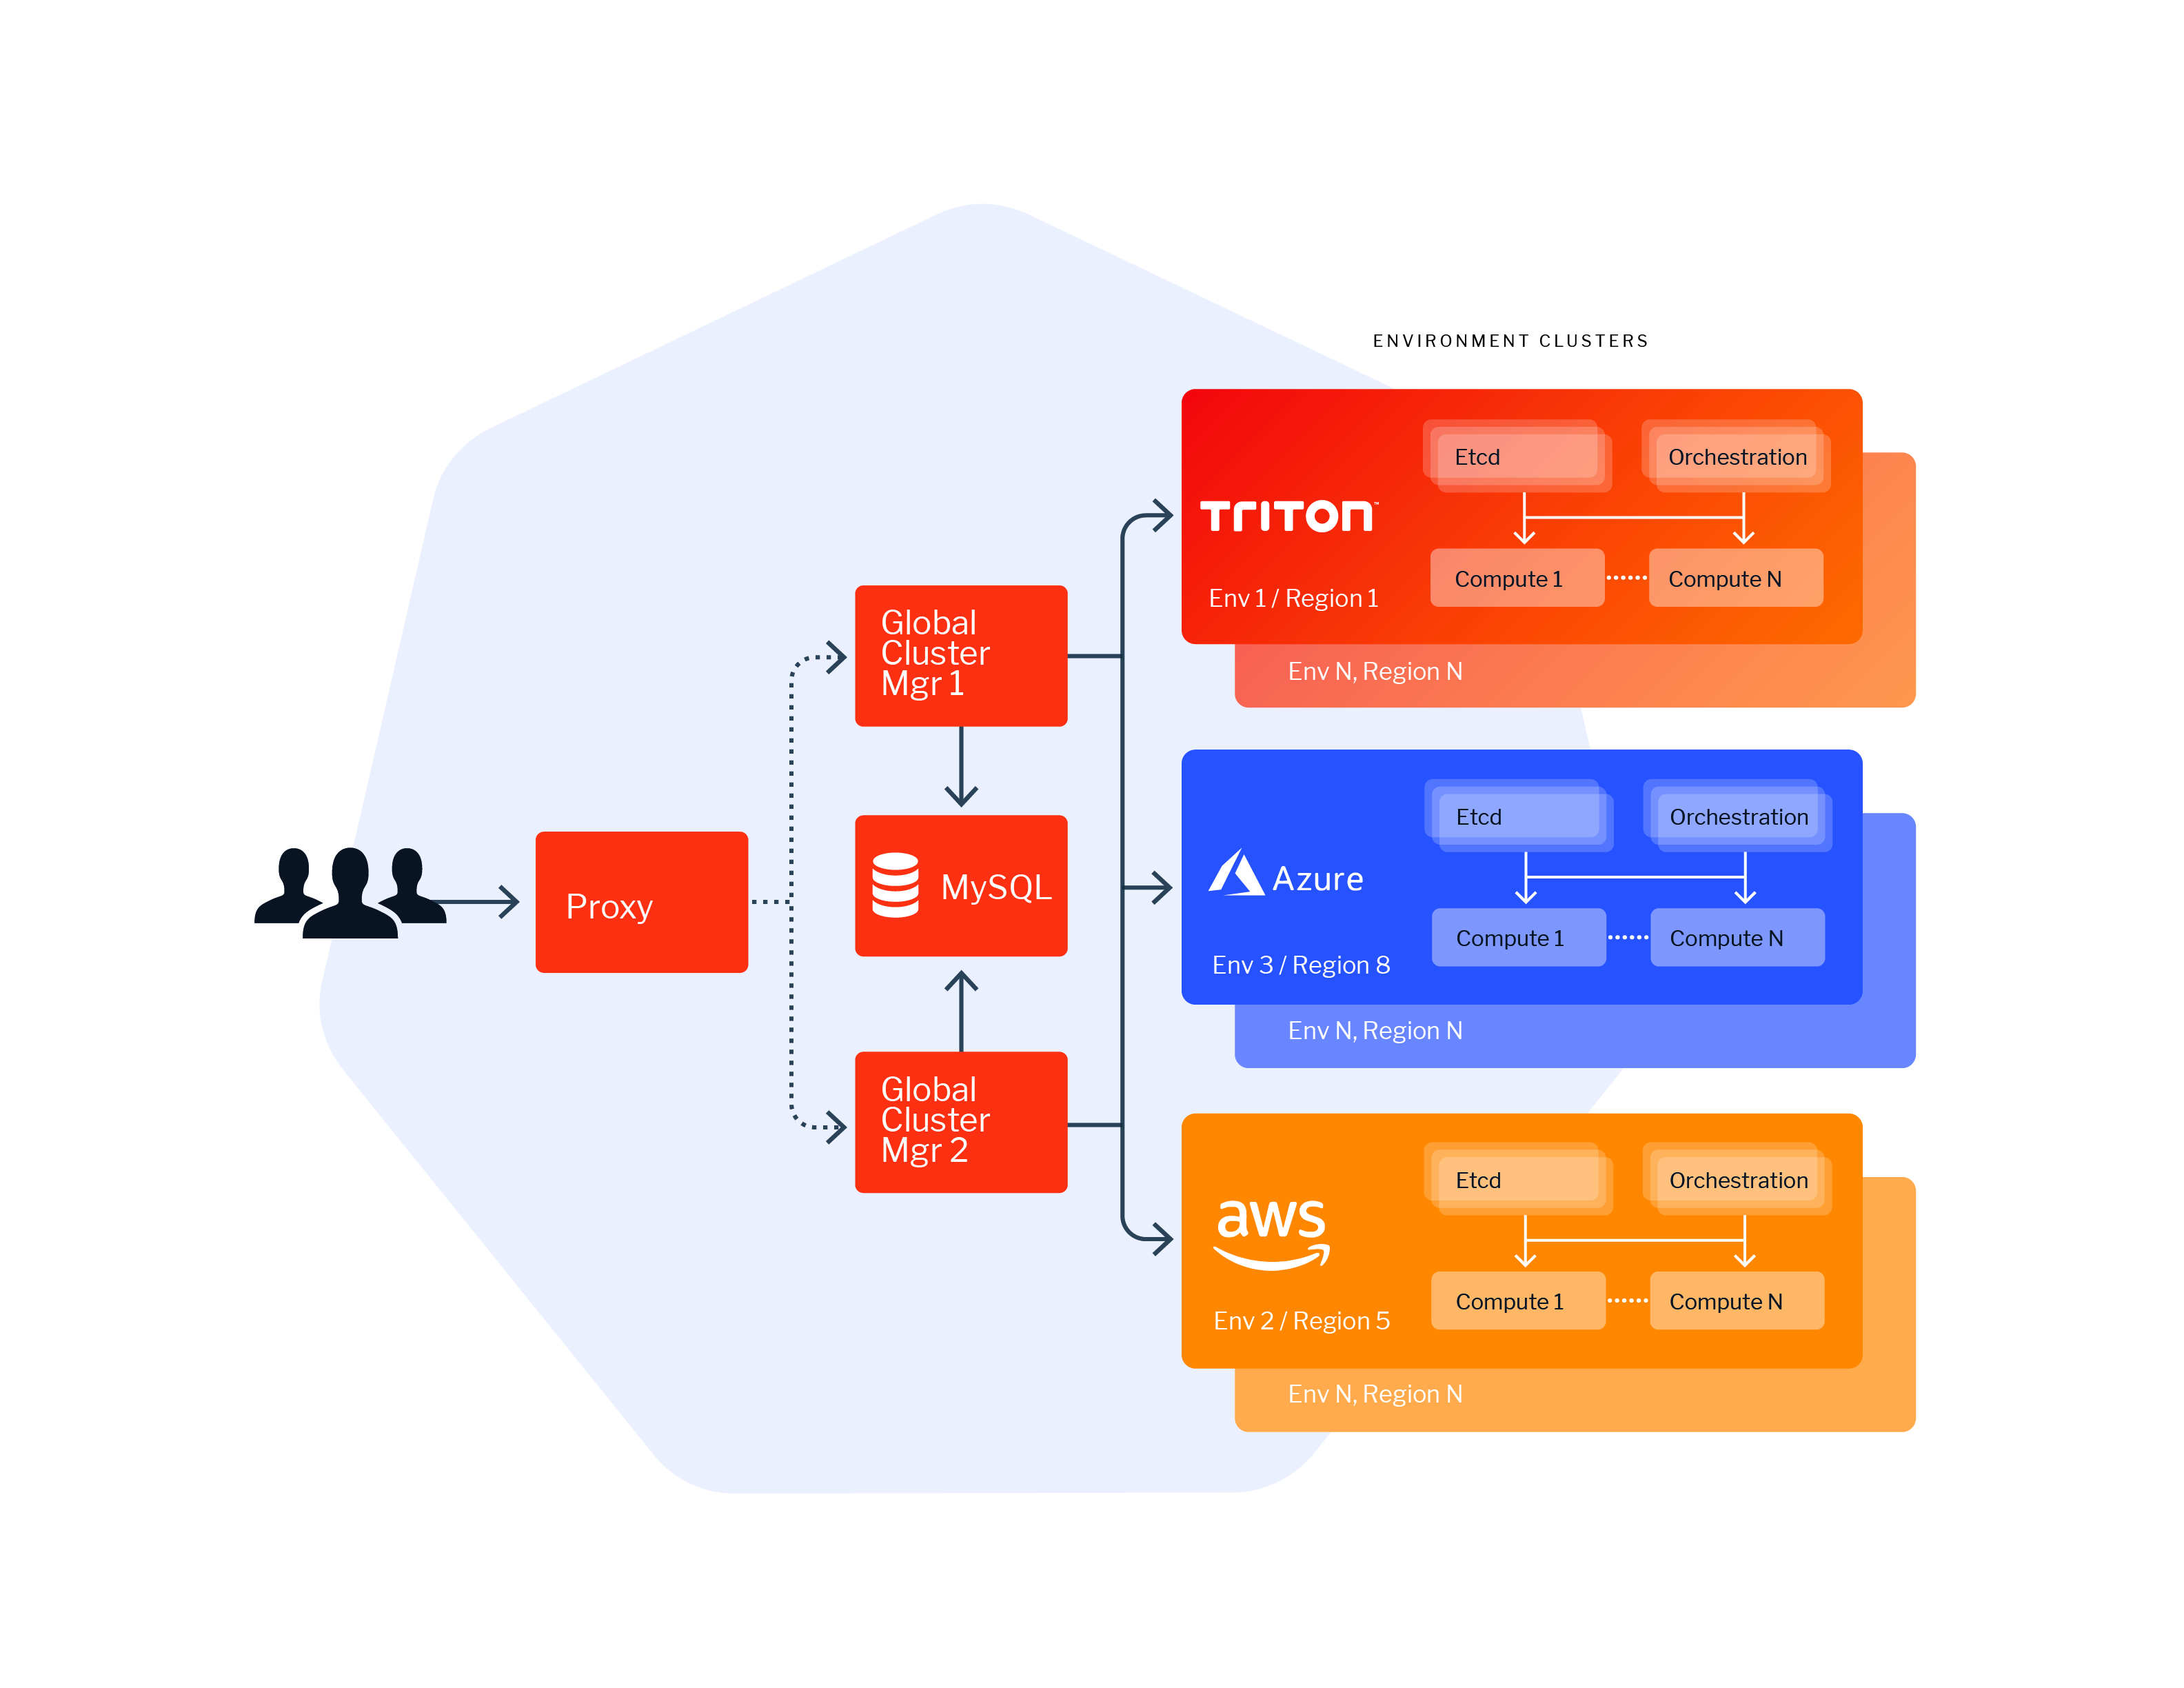 ENVIRONMENT CLUSTERS
Proxy
Global
Cluster
Mgr 1
MySQL
Global
Cluster
Mgr 2
TRITON™
Env 1 / Region 1
Etcd
Orchestration
Compute 1
Compute N
Env N, Region N
Azure
Env 3 / Region 8
Etcd
Orchestration
Compute 1
Compute N
Env N, Region N
aws
Env 2 / Region 5
Etcd
Orchestration
Compute 1
Compute N
Env N, Region N